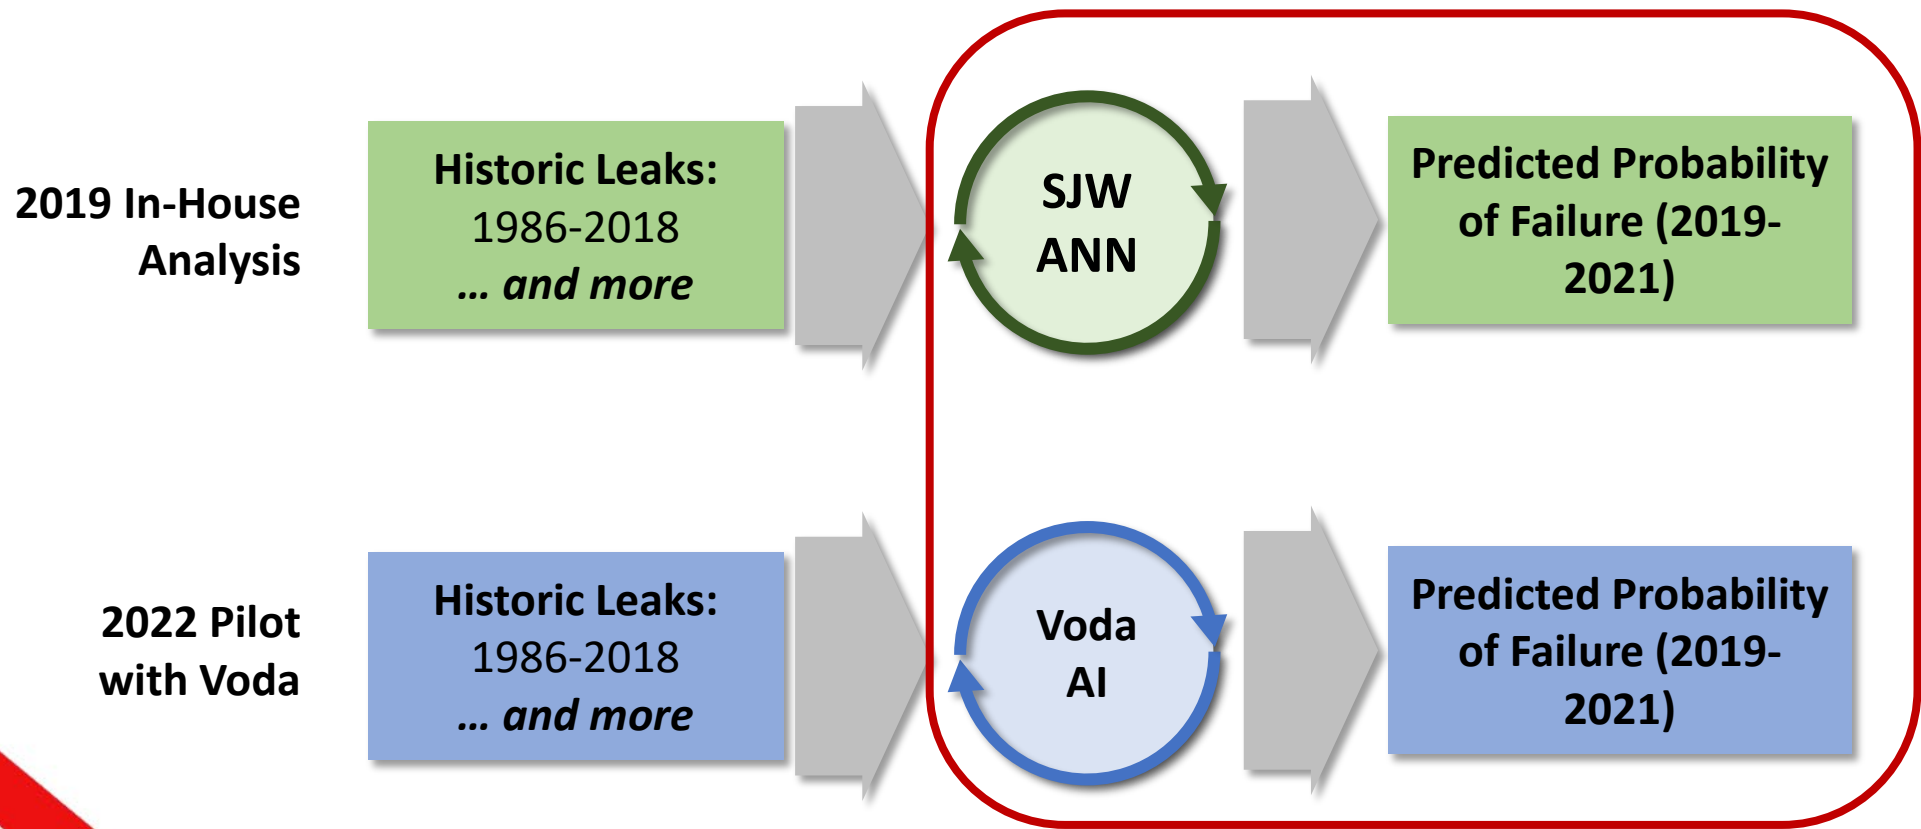 2019 In-House
Analysis
Historic Leaks:
1986-2018
... and more
SJW
ANN
Predicted Probability
of Failure (2019-
2021)
2022 Pilot
with Voda
Historic Leaks:
1986-2018
... and more
Voda
AI
Predicted Probability
of Failure (2019-
2021)